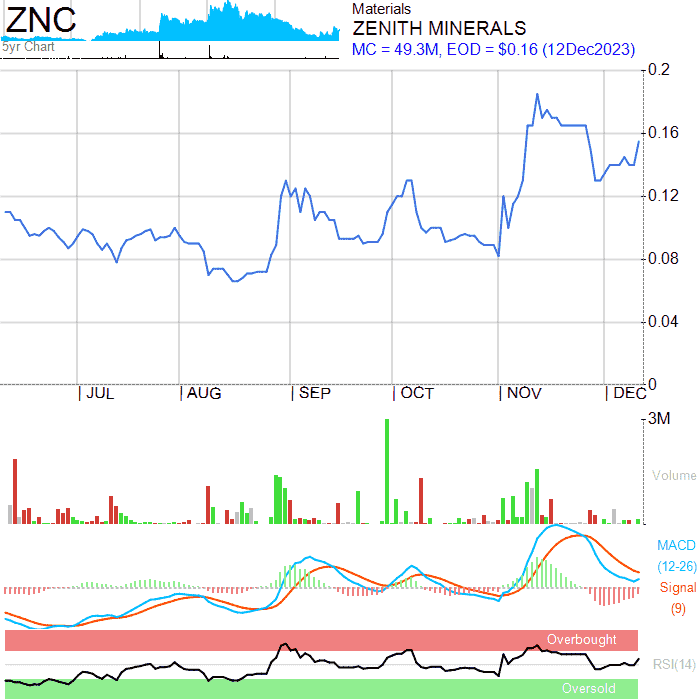 ZNC
5yr Chart
Materials
ZENITH MINERALS
MC = 49.3M, EOD = $0.16 (12Dec2023)
0.2
0.16
0.12
0.08
0.04
0
JUL AUG SEP OCT NOV DEC
3M
Volume
MACD
(12-26)
Signal
(9)
Overbought
RSI(14)
Oversold